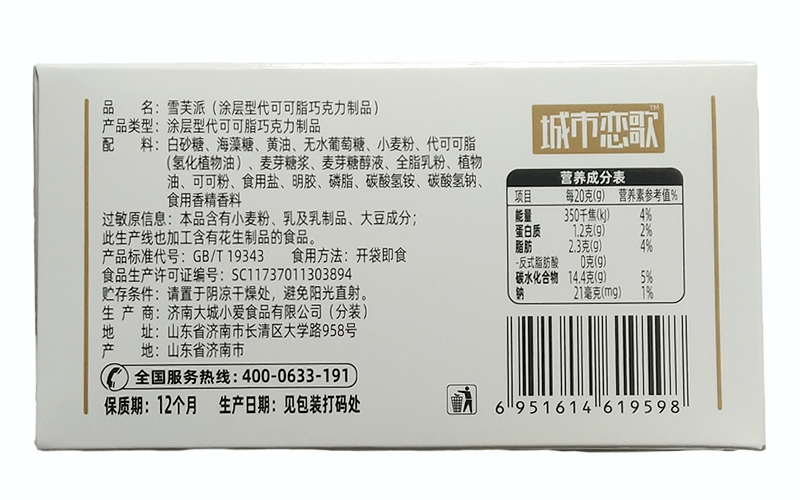 品 名：雪芙派（涂层型代可可脂巧克力制品）
产品类型：涂层型代可可脂巧克力制品
配 料：白砂糖、海藻糖、黄油、无水葡萄糖、小麦粉、代可可脂
（氢化植物油）、麦芽糖浆、麦芽糖醇液、全脂乳粉、植物
油、可可粉、食用盐、明胶、磷脂、碳酸氢铵、碳酸氢钠、
食用香精香料
过敏原信息：本品含有小麦粉、乳及乳制品、大豆成分；
此生产线也加工含有花生制品的食品。
产品标准代号：GB/T 19343 食用方法：开袋即食
食品生产许可证编号：SC11737011303894
贮存条件：请置于阴凉干燥处，避免阳光直射。
生 产 商：济南大城小爱食品有限公司（分装）
地 址：山东省济南市长清区大学路958号
产 地：山东省济南市
全国服务热线：400-0633-191
保质期：12个月 生产日期：见包装打码处
城市恋歌™
营养成分表
项目 每20克(g) 营养素参考值%
能量 350千焦(kJ) 4%
蛋白质 1.2克(g) 2%
脂肪 2.3克(g) 4%
-反式脂肪酸 0克(g)
碳水化合物 14.4克(g) 5%
钠 21毫克(mg) 1%
6 951614 619598